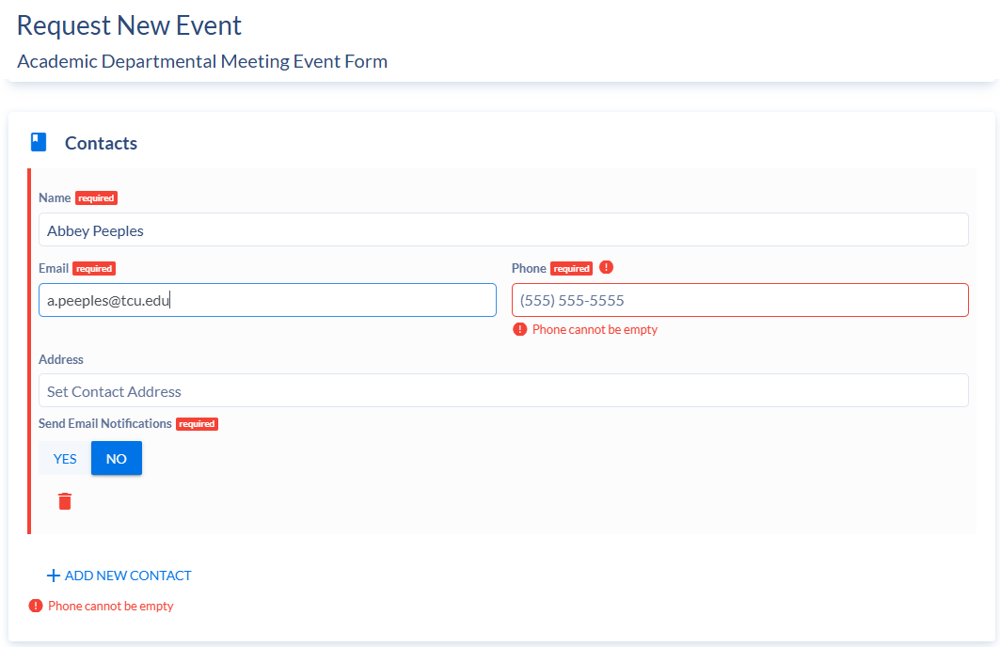 Request New Event
Academic Departmental Meeting Event Form
Contacts
Name required
Abbey Peeples
Email required
a.peeples@tcu.edu
Phone required !
(555) 555-5555
! Phone cannot be empty
Address
Set Contact Address
Send Email Notifications required
YES NO
+ ADD NEW CONTACT
! Phone cannot be empty